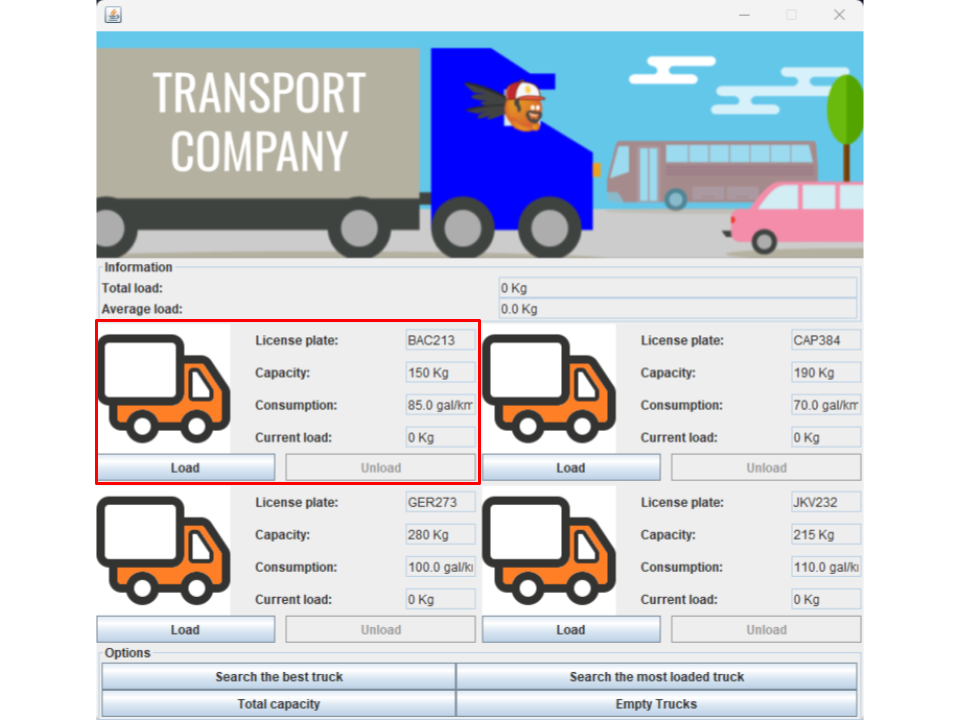 TRANSPORT
COMPANY
Information
Total load: 0 Kg
Average load: 0.0 Kg
License plate: BAC213
Capacity: 150 Kg
Consumption: 85.0 gal/km
Current load: 0 Kg
Load Unload
License plate: CAP384
Capacity: 190 Kg
Consumption: 70.0 gal/km
Current load: 0 Kg
Load Unload
License plate: GER273
Capacity: 280 Kg
Consumption: 100.0 gal/k
Current load: 0 Kg
Load Unload
License plate: JKV232
Capacity: 215 Kg
Consumption: 110.0 gal/k
Current load: 0 Kg
Load Unload
Options
Search the best truck Search the most loaded truck
Total capacity Empty Trucks